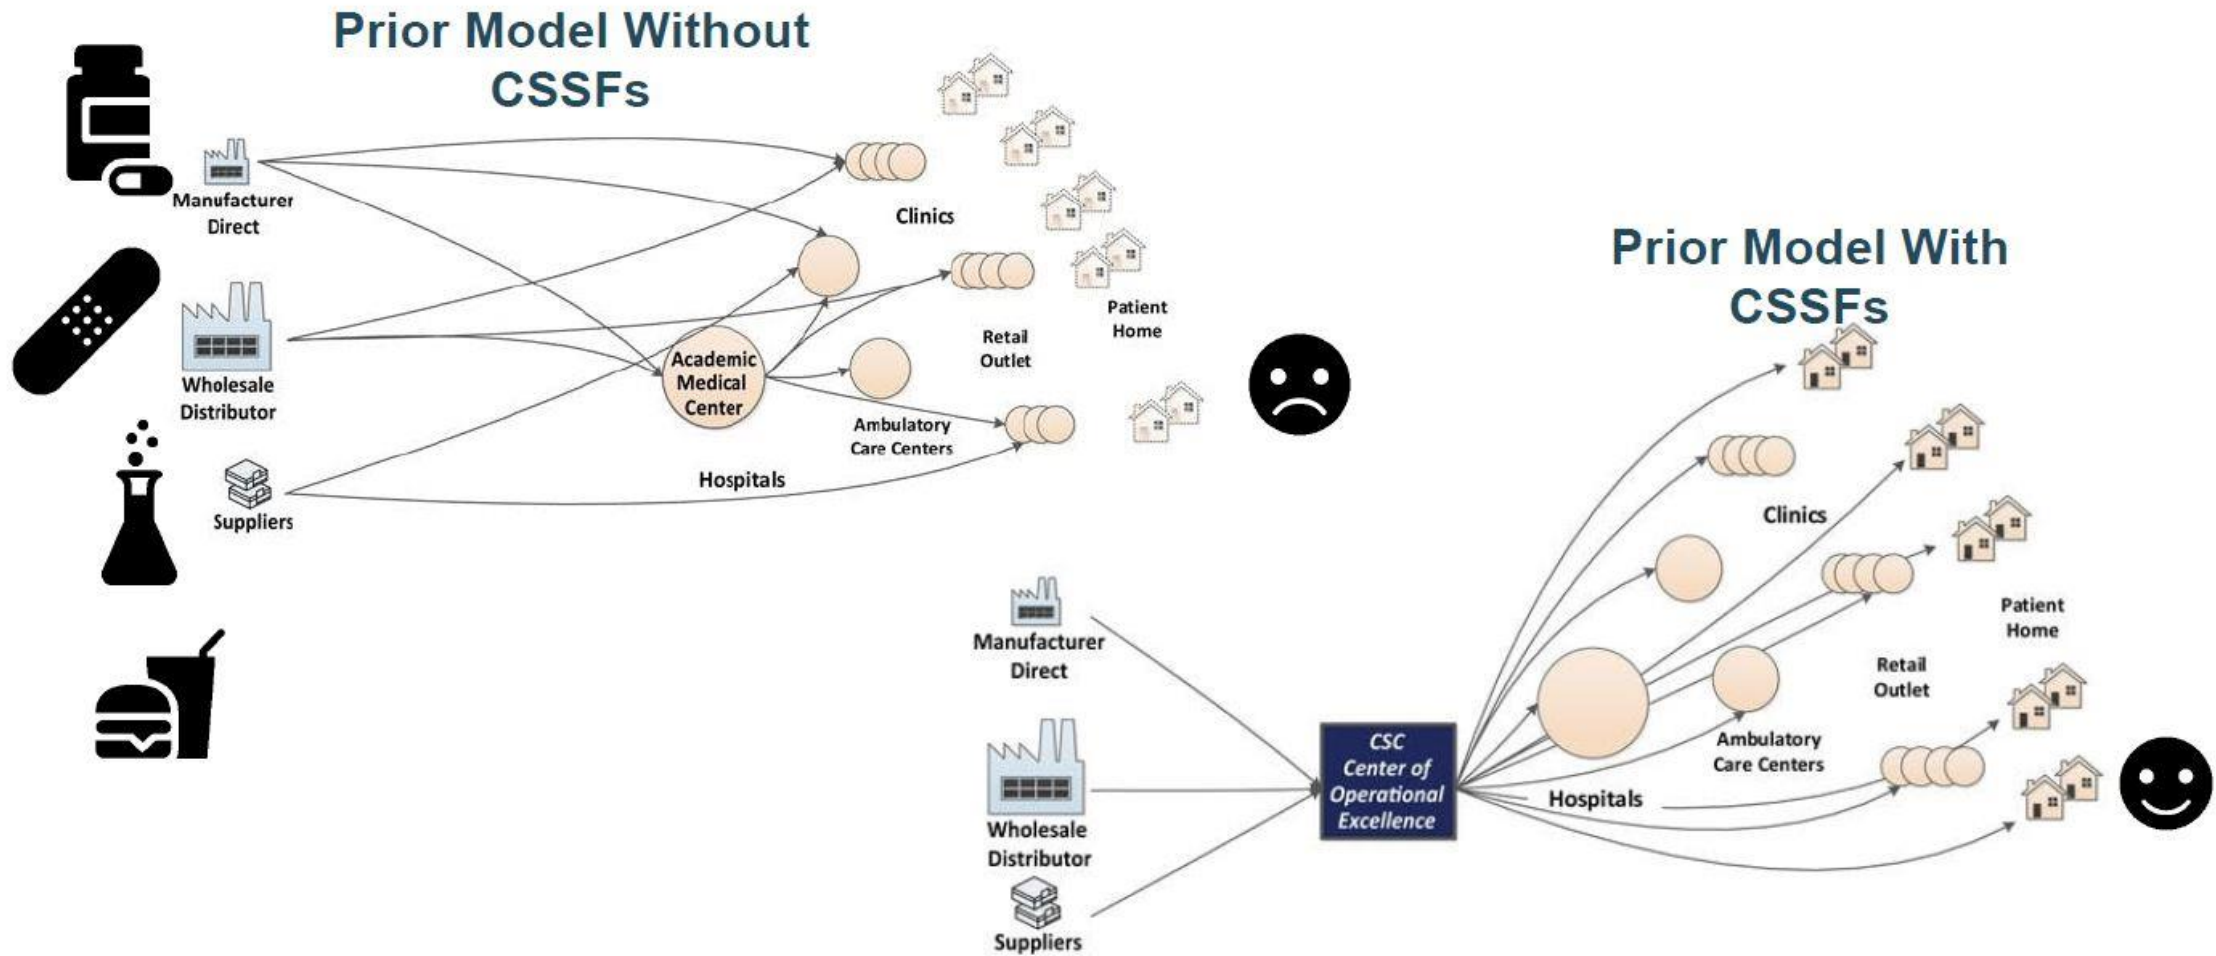 Prior Model Without
CSSFs
Manufacturer
Direct
Clinics
Wholesale
Distributor
Academic
Medical
Center
Retail
Outlet
Patient
Home
Ambulatory
Care Centers
Hospitals
Suppliers
Prior Model With
CSSFs
Manufacturer
Direct
Wholesale
Distributor
Suppliers
CSC
Center of
Operational
Excellence
Clinics
Patient
Home
Retail
Outlet
Ambulatory
Care Centers
Hospitals